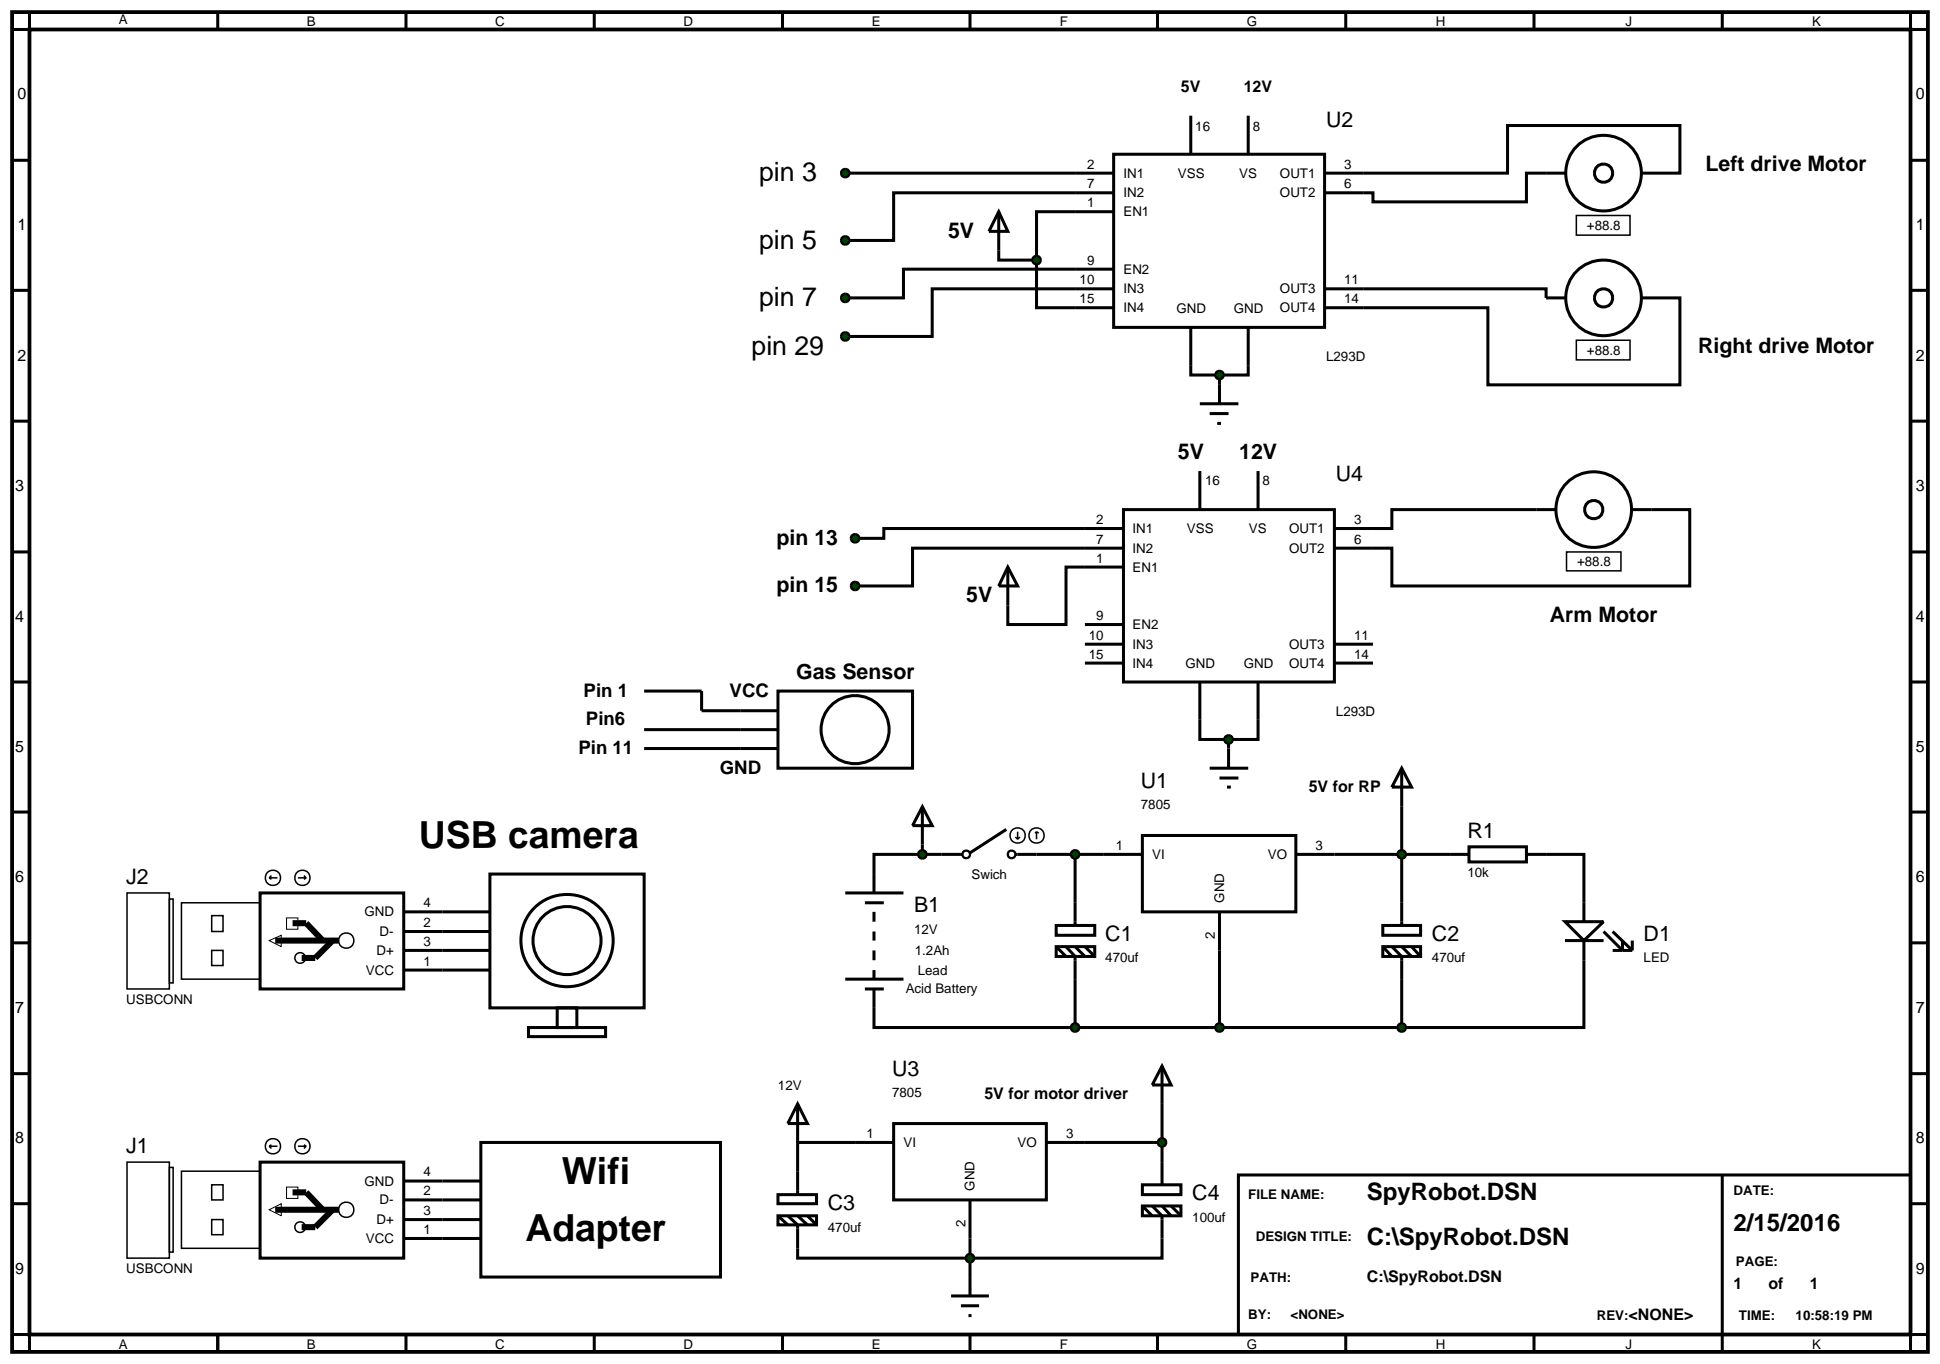 A B C D E F G H J K
0 0
1 1
2 2
3 3
4 4
5 5
6 6
7 7
8 8
9 9
5V 12V
16 8
U2
pin 3
pin 5
pin 7
pin 29
5V
2 IN1 VSS VS OUT1 3
7 IN2 OUT2 6
1 EN1
9 EN2
10 IN3 OUT3 11
15 IN4 GND GND OUT4 14
L293D
Left drive Motor
+88.8
Right drive Motor
+88.8
5V 12V
16 8
U4
pin 13
pin 15
5V
2 IN1 VSS VS OUT1 3
7 IN2 OUT2 6
1 EN1
9 EN2
10 IN3 OUT3 11
15 IN4 GND GND OUT4 14
L293D
+88.8
Arm Motor
Gas Sensor
Pin 1 VCC
Pin6
Pin 11
GND
U1
7805
5V for RP
1 VI VO 3
GND
2
Swich
B1
12V
1.2Ah
Lead
Acid Battery
C1
470uf
C2
470uf
R1
10k
D1
LED
USB camera
J2
GND 4
D- 2
D+ 3
VCC 1
USBCONN
J1
GND 4
D- 2
D+ 3
VCC 1
USBCONN
Wifi
Adapter
U3
7805
12V
5V for motor driver
1 VI VO 3
GND
2
C3
470uf
C4
100uf
FILE NAME: SpyRobot.DSN
DESIGN TITLE: C:\SpyRobot.DSN
PATH: C:\SpyRobot.DSN
BY: <NONE> REV:<NONE>
DATE:
2/15/2016
PAGE:
1 of 1
TIME: 10:58:19 PM
A B C D E F G H J K